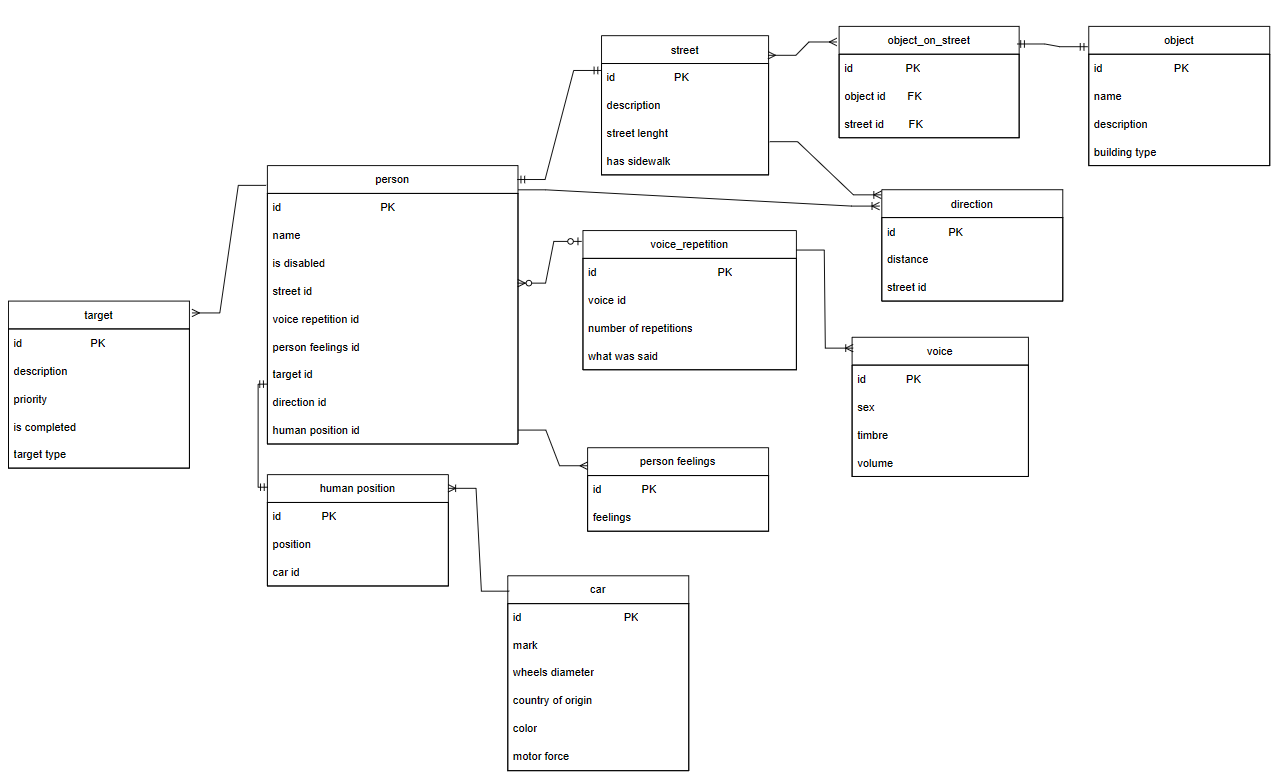 street
id PK
description
street lenght
has sidewalk
object_on_street
id PK
object id FK
street id FK
object
id PK
name
description
building type
person
id PK
name
is disabled
street id
voice repetition id
person feelings id
target id
direction id
human position id
direction
id PK
distance
street id
voice_repetition
id PK
voice id
number of repetitions
what was said
target
id PK
description
priority
is completed
target type
voice
id PK
sex
timbre
volume
person feelings
id PK
feelings
human position
id PK
position
car id
car
id PK
mark
wheels diameter
country of origin
color
motor force